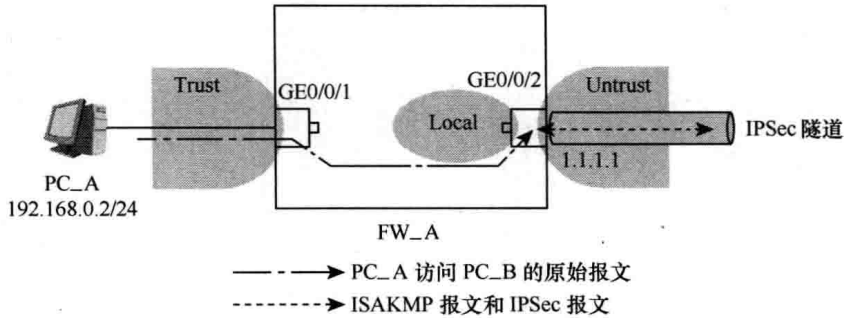 Trust
GE0/0/1
GE0/0/2
Untrust
Local
IPSec 隧道
1.1.1.1
PC_A
192.168.0.2/24
FW_A
PC_A 访问 PC_B 的原始报文
ISAKMP 报文和 IPSec 报文